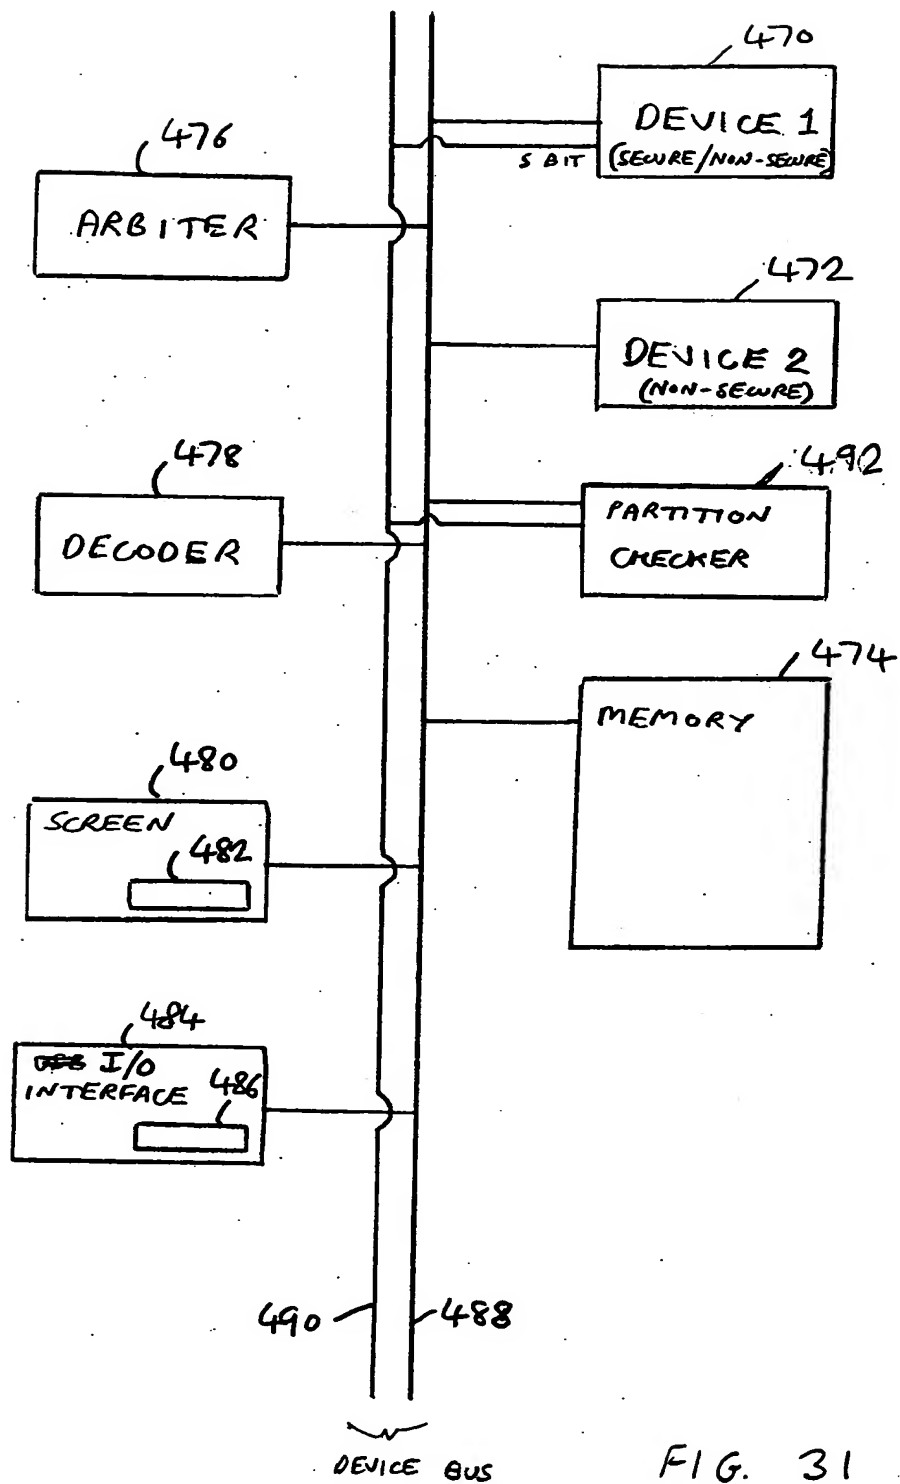 470
DEVICE 1
(SECURE/NON-SECURE)
S BIT
476
ARBITER
472
DEVICE 2
(NON-SECURE)
478
DECODER
492
PARTITION
CHECKER
474
MEMORY
480
SCREEN
482
484
I/O
INTERFACE
486
490
488
DEVICE BUS
FIG. 31